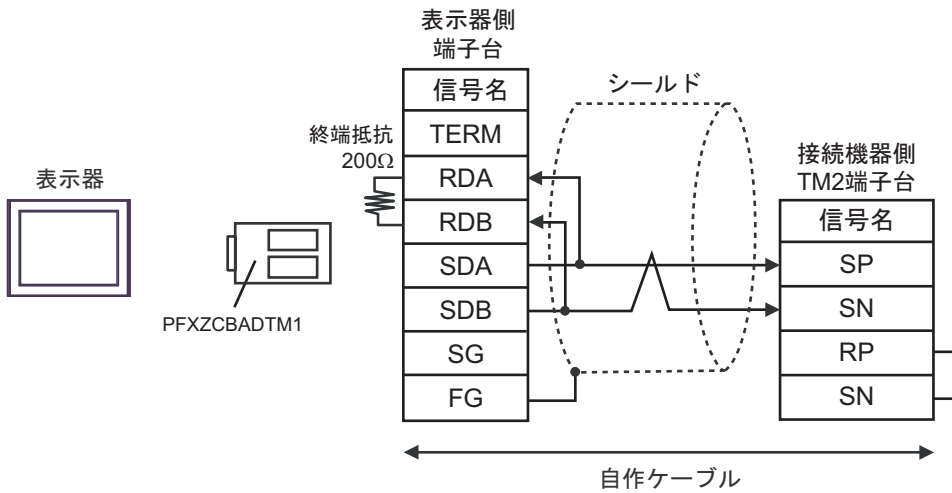 表示器側
端子台
信号名
TERM
RDA
RDB
SDA
SDB
SG
FG
終端抵抗
200Ω
シールド
接続機器側
TM2端子台
信号名
SP
SN
RP
SN
表示器
PFXZCBADTM1
自作ケーブル